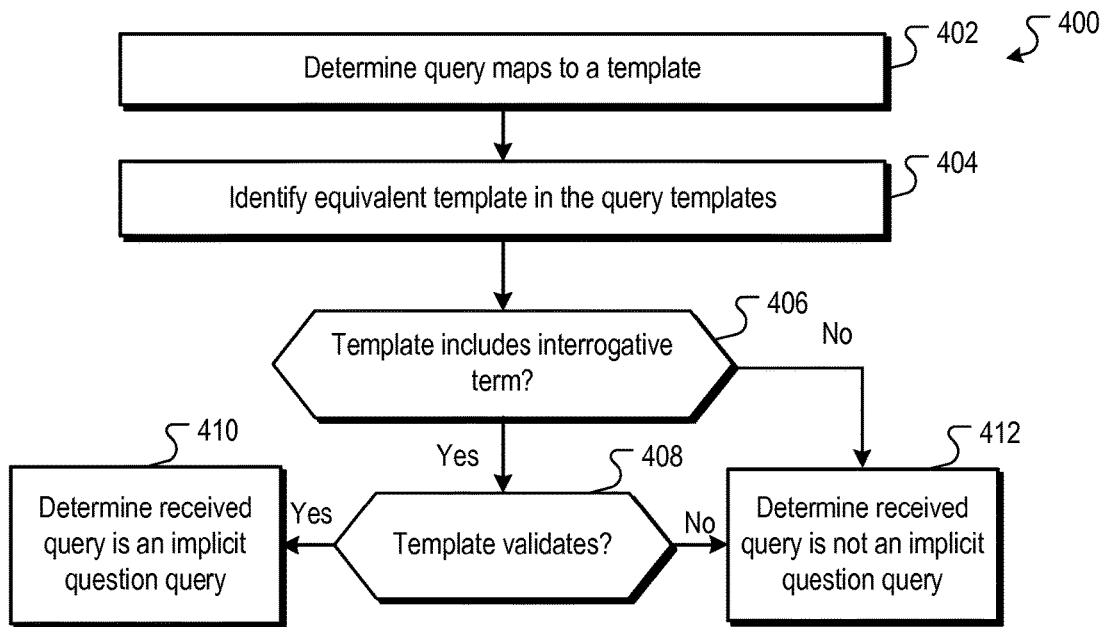 402
400
Determine query maps to a template
404
Identify equivalent template in the query templates
406
No
Template includes interrogative
term?
410
Yes
408
412
Determine received
query is an implicit
question query
Yes
Template validates?
No
Determine received
query is not an implicit
question query